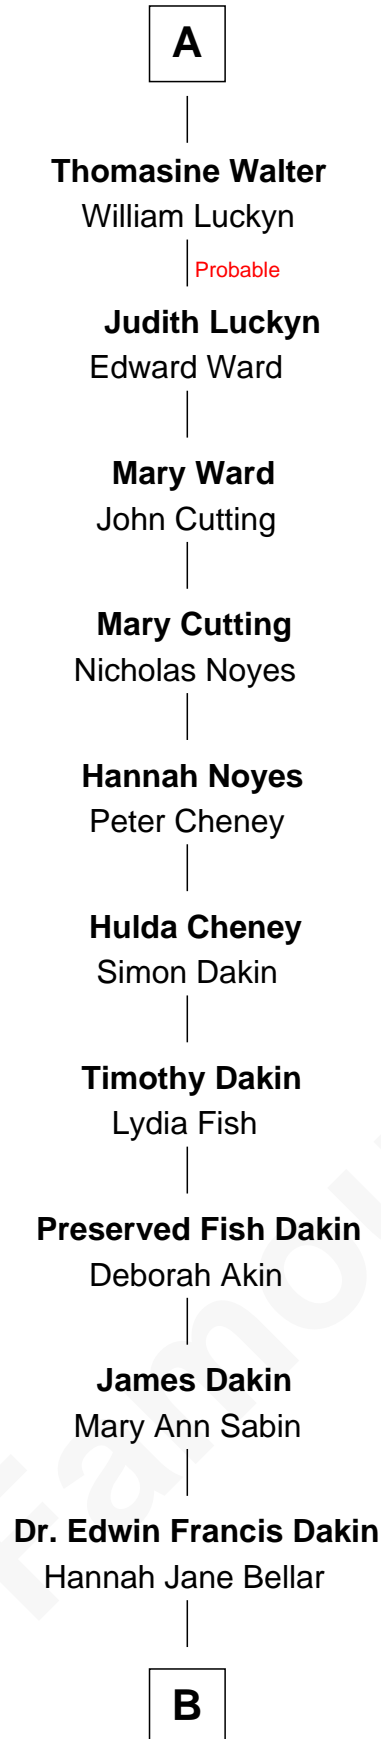 A
Thomasine Walter
William Luckyn
Probable
Judith Luckyn
Edward Ward
Mary Ward
John Cutting
Mary Cutting
Nicholas Noyes
Hannah Noyes
Peter Cheney
Hulda Cheney
Simon Dakin
Timothy Dakin
Lydia Fish
Preserved Fish Dakin
Deborah Akin
James Dakin
Mary Ann Sabin
Dr. Edwin Francis Dakin
Hannah Jane Bellar
B